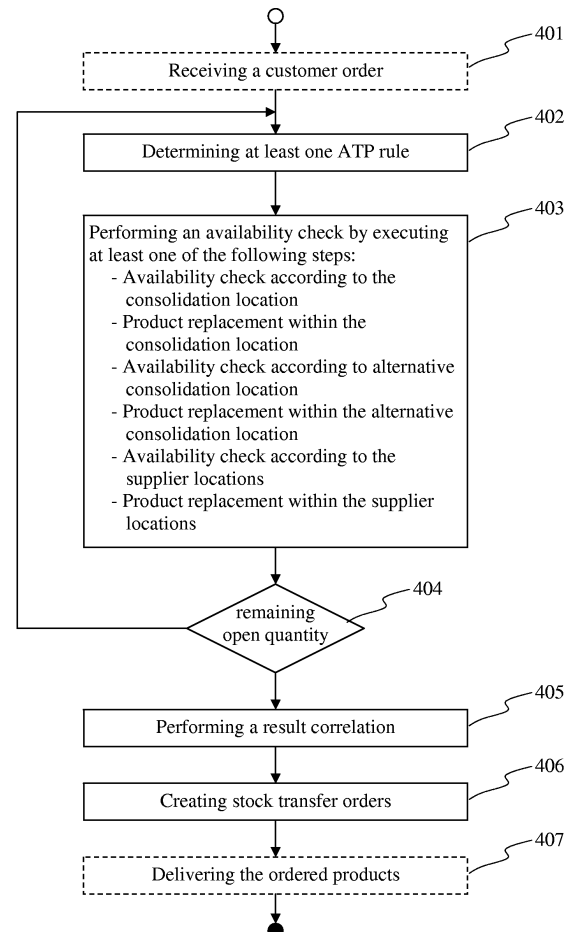 401
Receiving a customer order
402
Determining at least one ATP rule
403
Performing an availability check by executing
at least one of the following steps:
- Availability check according to the
consolidation location
- Product replacement within the
consolidation location
- Availability check according to alternative
consolidation location
- Product replacement within the alternative
consolidation location
- Availability check according to the
supplier locations
- Product replacement within the supplier
locations
404
remaining
open quantity
405
Performing a result correlation
406
Creating stock transfer orders
407
Delivering the ordered products